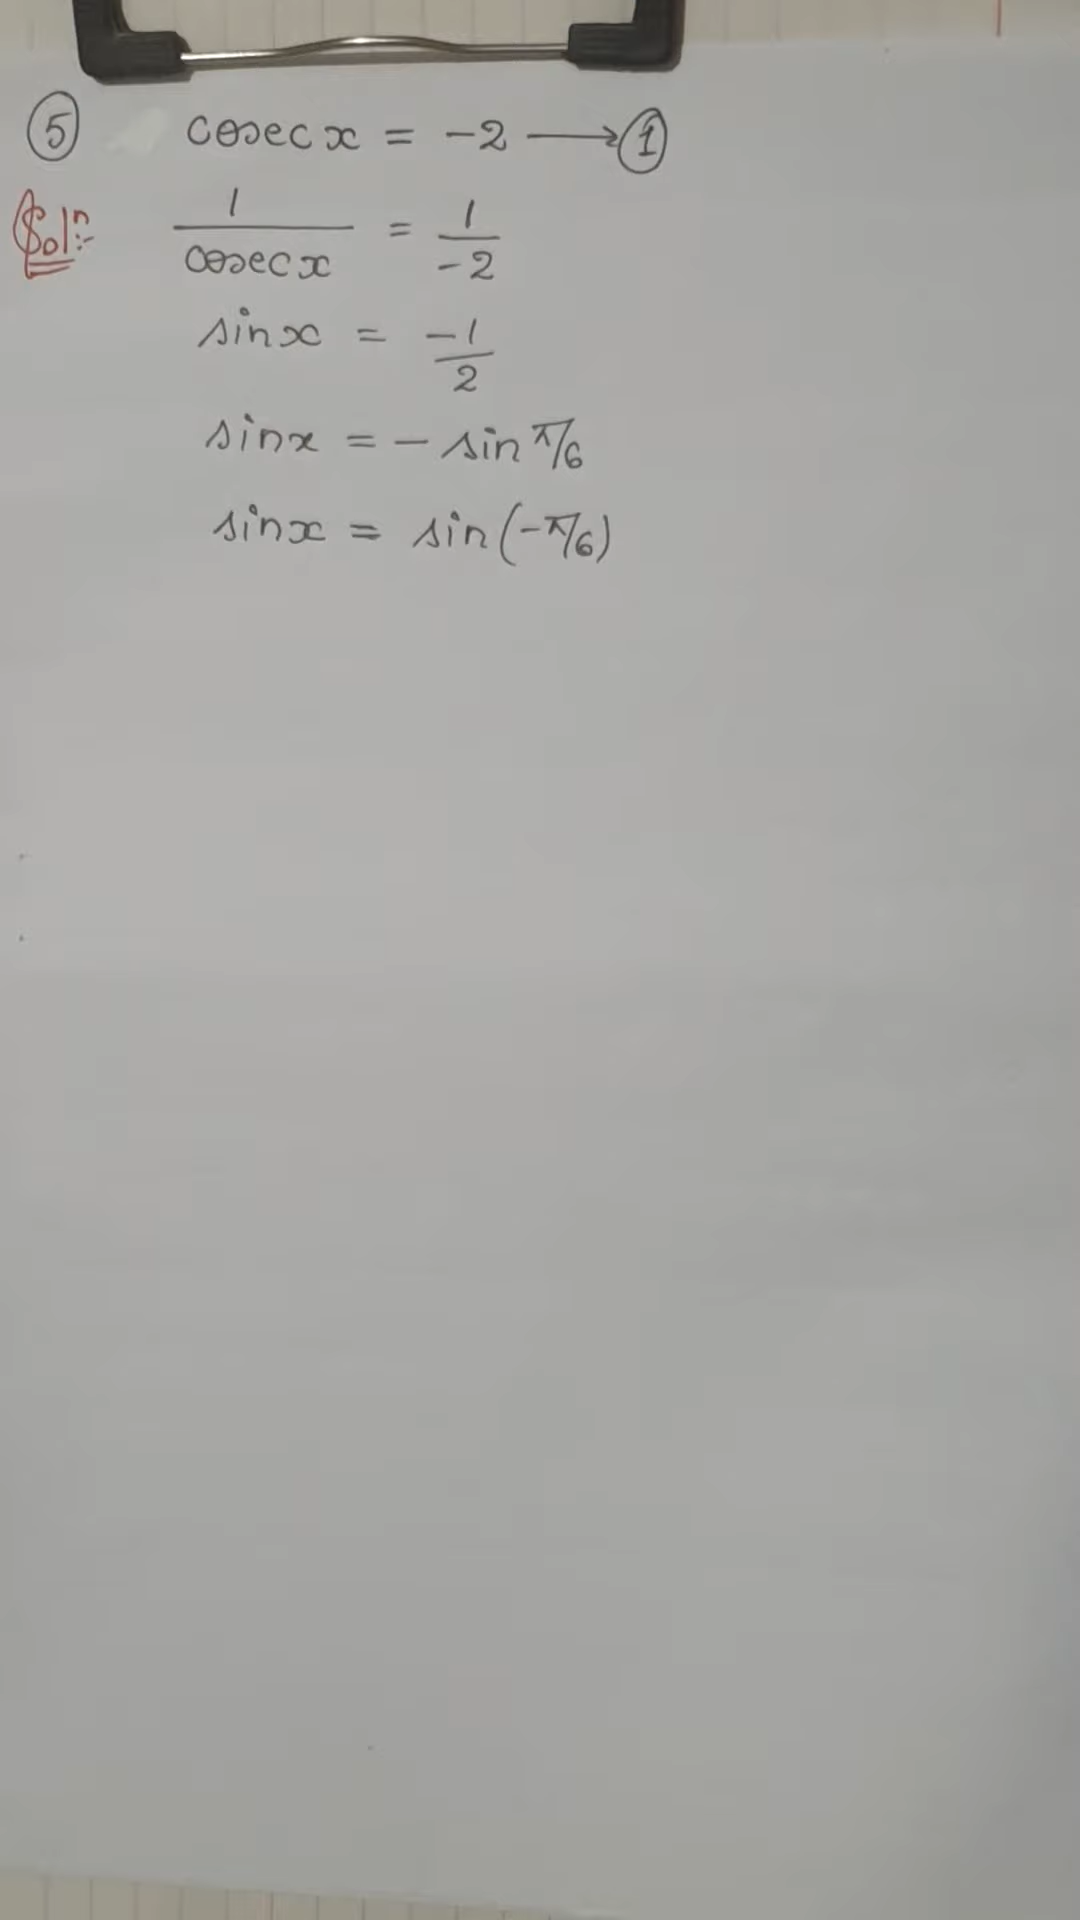 5 cosec x = -2 ⟶ 1
Solⁿ:-
1/cosec x = 1/-2
sin x = -1/2
sin x = - sin π/6
sin x = sin (-π/6)